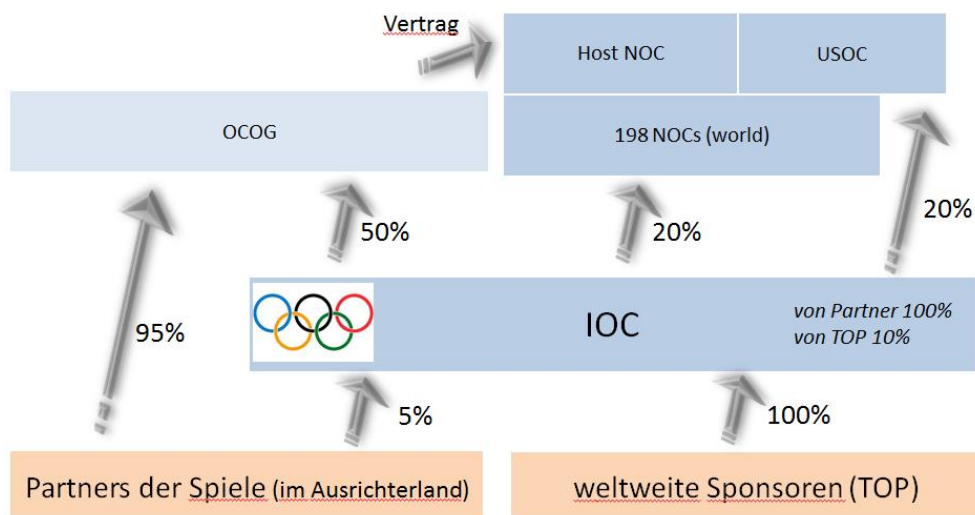 Vertrag
Host NOC
USOC
OCOG
198 NOCs (world)
50%
20%
20%
95%
IOC
von Partner 100%
von TOP 10%
5%
100%
Partners der Spiele (im Ausrichterland)
weltweite Sponsoren (TOP)